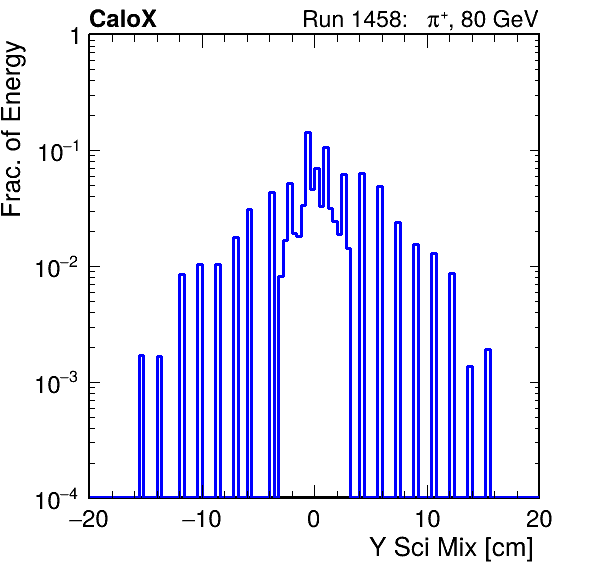 CaloX Run 1458: π⁺, 80 GeV
Frac. of Energy
1
10⁻¹
10⁻²
10⁻³
10⁻⁴
−20 −10 0 10 20
Y Sci Mix [cm]